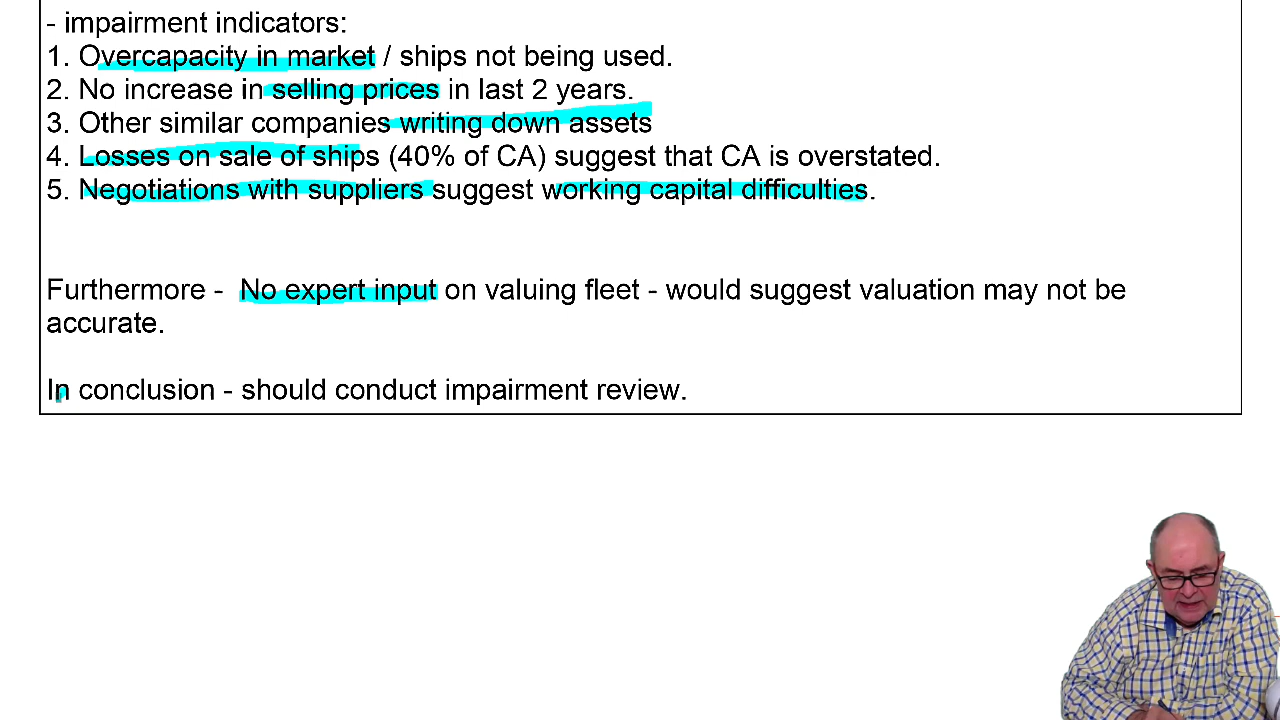 - impairment indicators:
1. Overcapacity in market / ships not being used.
2. No increase in selling prices in last 2 years.
3. Other similar companies writing down assets
4. Losses on sale of ships (40% of CA) suggest that CA is overstated.
5. Negotiations with suppliers suggest working capital difficulties.
Furthermore - No expert input on valuing fleet - would suggest valuation may not be
accurate.
In conclusion - should conduct impairment review.